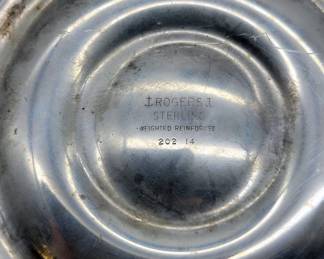 ROGERS
STERLING
WEIGHTED REINFORCED
202 14